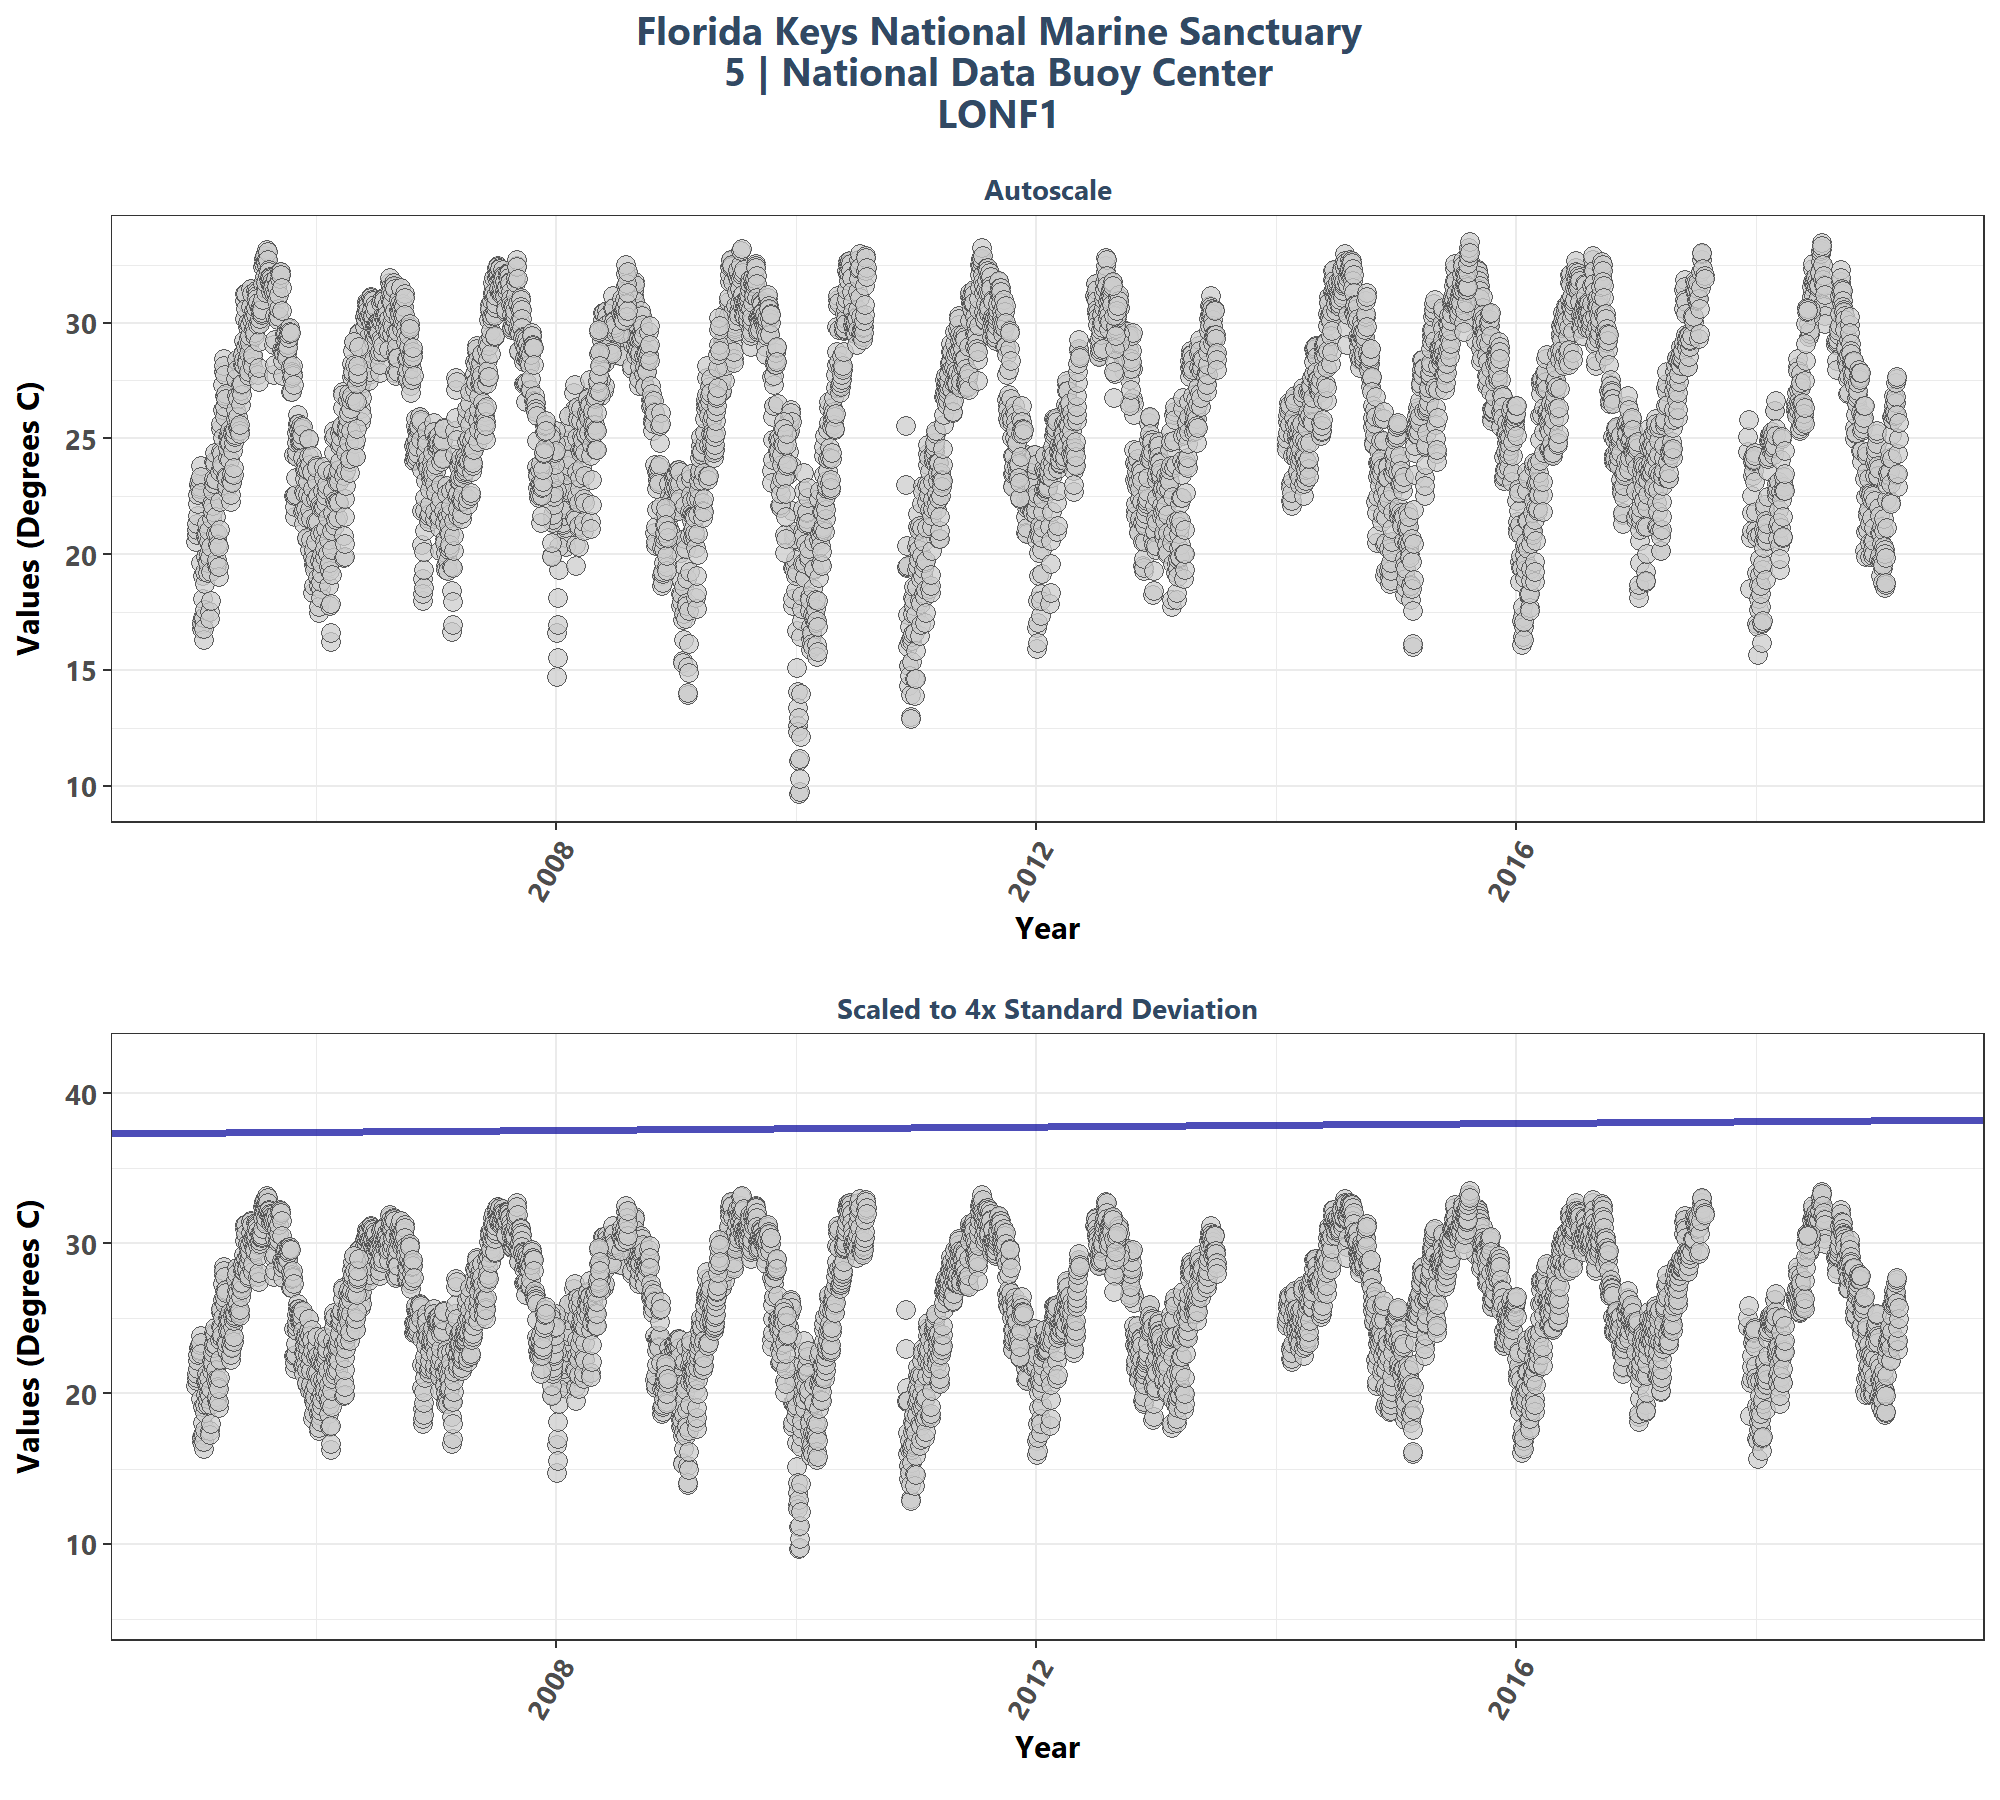 Florida Keys National Marine Sanctuary
5 | National Data Buoy Center
LONF1
Autoscale
Values (Degrees C)
30
25
20
15
10
2008
2012
2016
Year
Scaled to 4x Standard Deviation
Values (Degrees C)
40
30
20
10
2008
2012
2016
Year